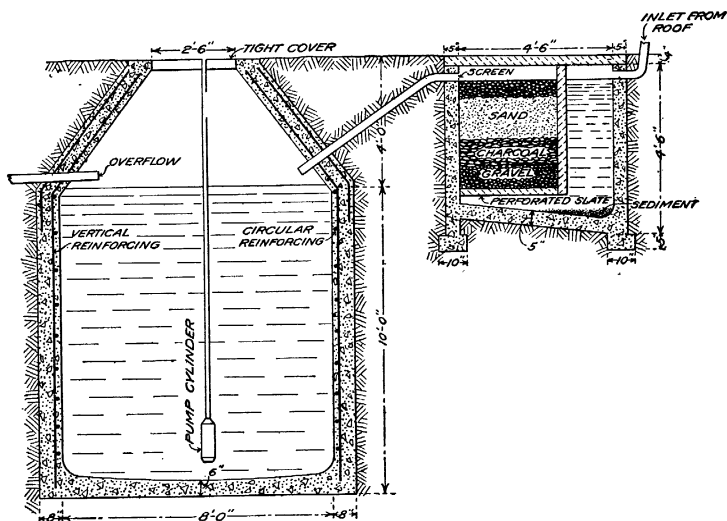 2'-6"
TIGHT COVER
OVERFLOW
VERTICAL
REINFORCING
CIRCULAR
REINFORCING
PUMP CYLINDER
6"
8"
8'-0"
8"
4'-0"
10'-0"
INLET FROM
ROOF
5"
4'-6"
5"
4"
SCREEN
SAND
CHARCOAL
GRAVEL
PERFORATED SLATE
SEDIMENT
5"
4'-6"
10"
10"